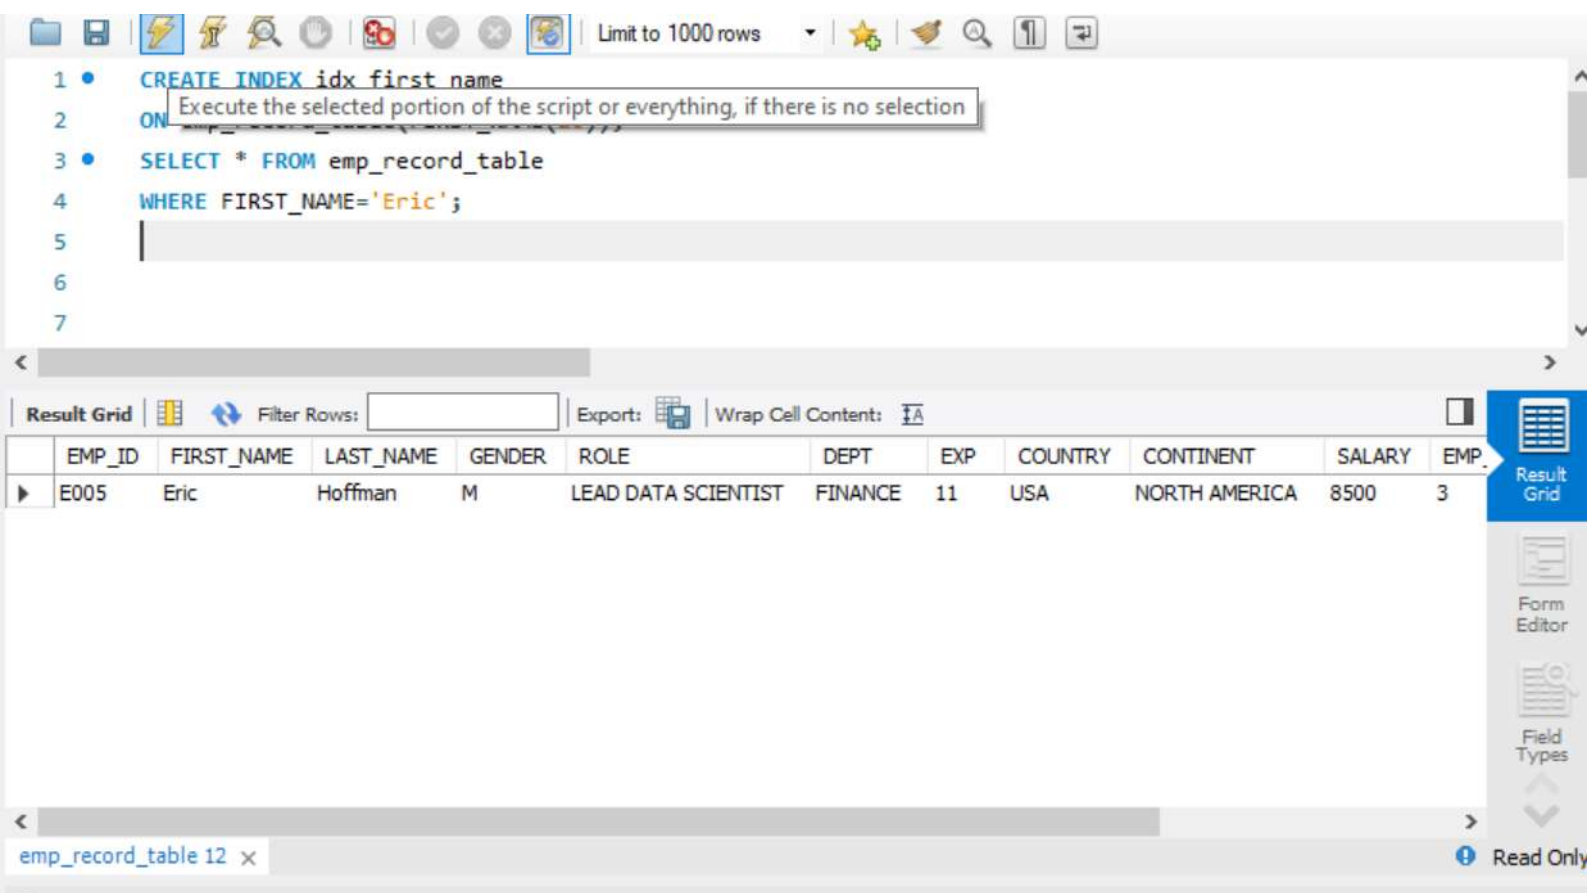 Limit to 1000 rows
1 CREATE INDEX idx_first_name
Execute the selected portion of the script or everything, if there is no selection
2 ON
3 SELECT * FROM emp_record_table
4 WHERE FIRST_NAME='Eric';
5
6
7
Result Grid Filter Rows: Export: Wrap Cell Content: IA
EMP_ID FIRST_NAME LAST_NAME GENDER ROLE DEPT EXP COUNTRY CONTINENT SALARY EMP_
E005 Eric Hoffman M LEAD DATA SCIENTIST FINANCE 11 USA NORTH AMERICA 8500 3
Result
Grid
Form
Editor
Field
Types
emp_record_table 12
Read Only